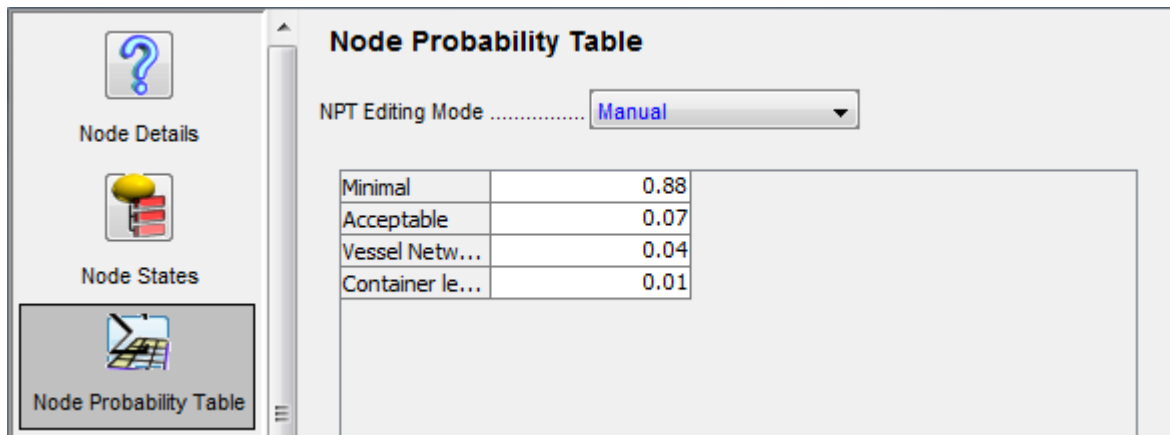 Node Details
Node States
Node Probability Table
Node Probability Table
NPT Editing Mode ................ Manual
Minimal 0.88
Acceptable 0.07
Vessel Netw... 0.04
Container le... 0.01